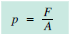 p = F/A